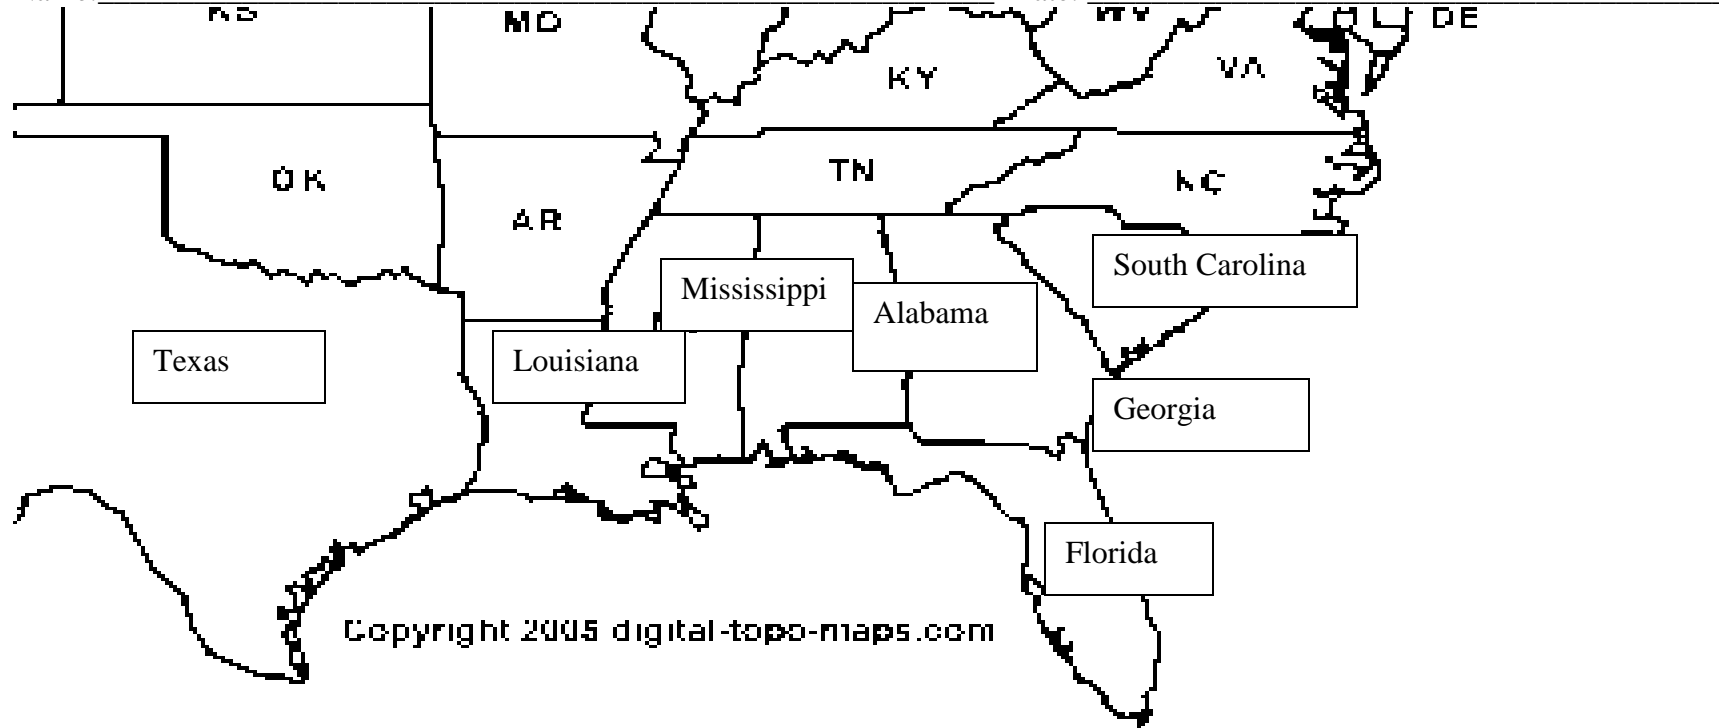 MO
DE
KY
VA
OK
TN
NC
AR
South Carolina
Mississippi
Alabama
Texas
Louisiana
Georgia
Florida
Copyright 2005 digital-topo-maps.com